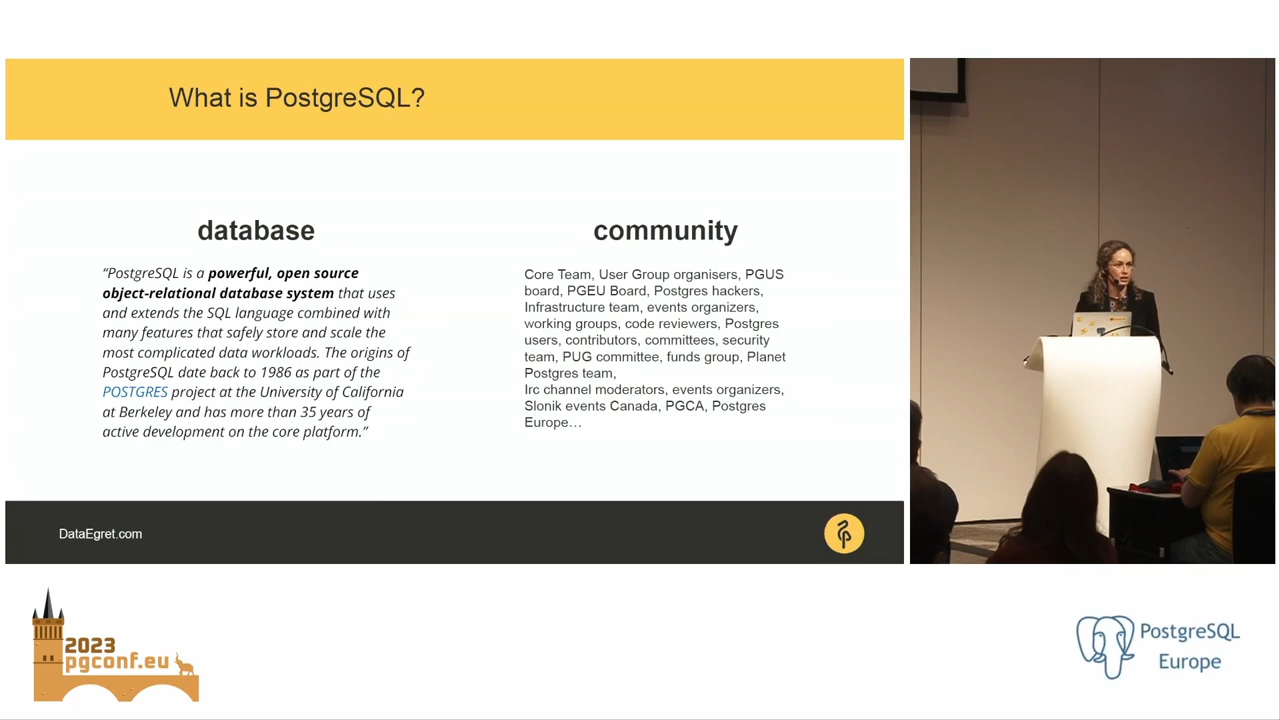 What is PostgreSQL?
database
“PostgreSQL is a powerful, open source
object-relational database system that uses
and extends the SQL language combined with
many features that safely store and scale the
most complicated data workloads. The origins of
PostgreSQL date back to 1986 as part of the
POSTGRES project at the University of California
at Berkeley and has more than 35 years of
active development on the core platform.”
community
Core Team, User Group organisers, PGUS
board, PGEU Board, Postgres hackers,
Infrastructure team, events organizers,
working groups, code reviewers, Postgres
users, contributors, committees, security
team, PUG committee, funds group, Planet
Postgres team,
Irc channel moderators, events organizers,
Slonik events Canada, PGCA, Postgres
Europe…
DataEgret.com
2023
pgconf.eu
PostgreSQL
Europe